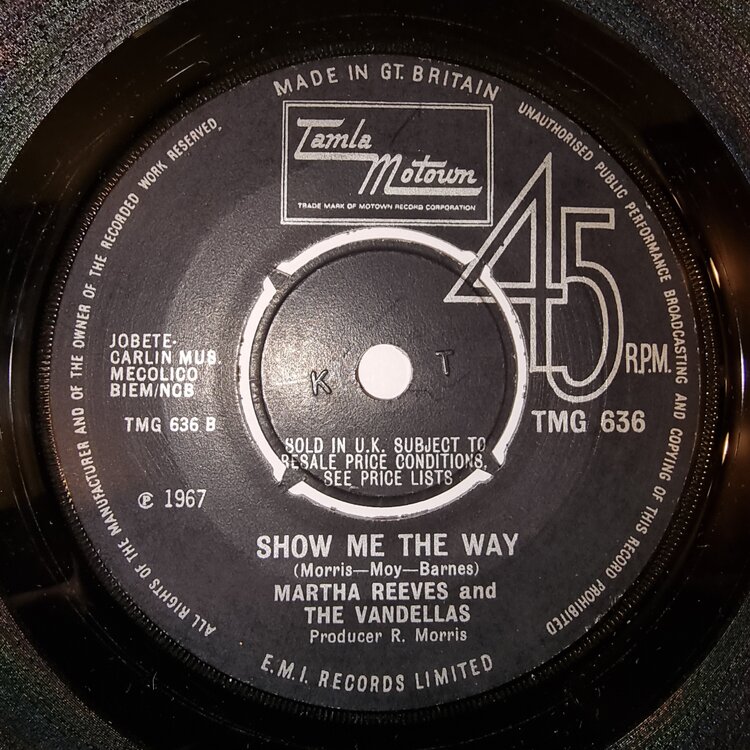 MADE IN GT. BRITAIN
Tamla
Motown
TRADE MARK OF MOTOWN RECORD CORPORATION
45
R.P.M.
JOBETE-
CARLIN MUS.
MECOLICO
BIEM/NCB
TMG 636 B
TMG 636
K T
SOLD IN U.K. SUBJECT TO
RESALE PRICE CONDITIONS,
SEE PRICE LISTS
℗ 1967
SHOW ME THE WAY
(Morris—Moy—Barnes)
MARTHA REEVES and
THE VANDELLAS
Producer R. Morris
E.M.I. RECORDS LIMITED
ALL RIGHTS OF THE MANUFACTURER AND OF THE OWNER OF THE RECORDED WORK RESERVED
UNAUTHORISED PUBLIC PERFORMANCE BROADCASTING AND COPYING OF THIS RECORD PROHIBITED